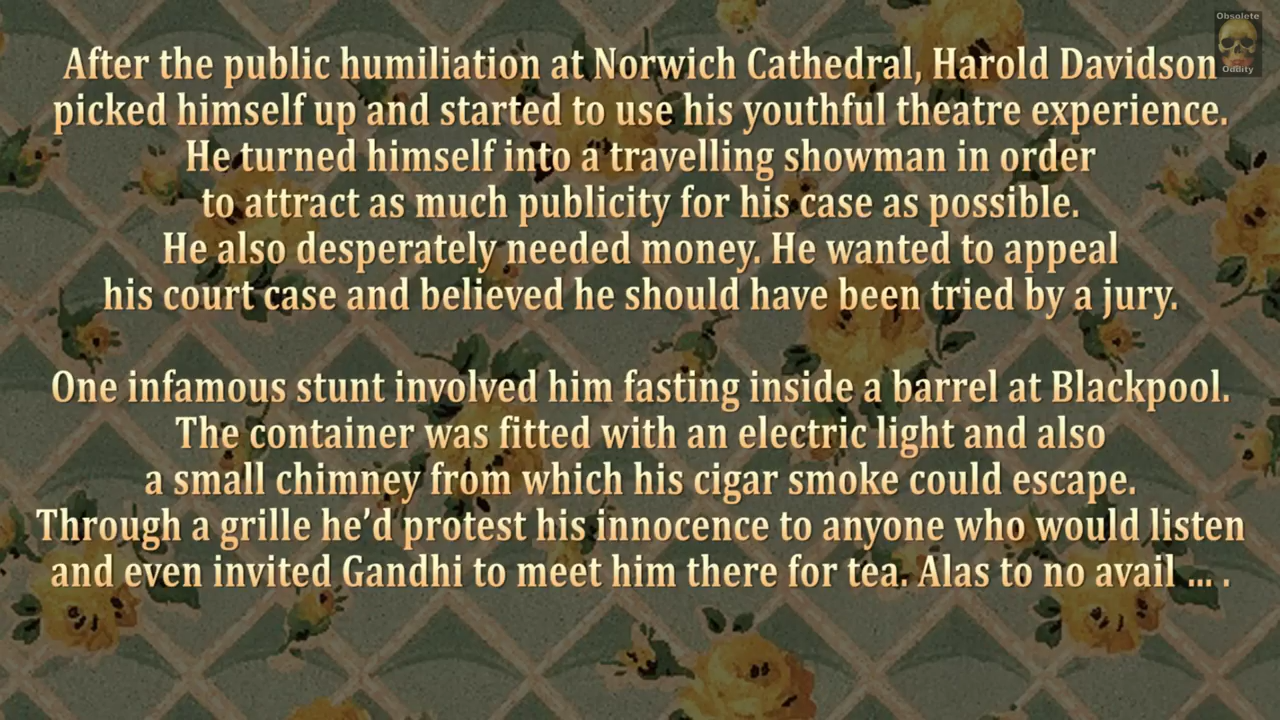 Obsolete
Oddity
After the public humiliation at Norwich Cathedral, Harold Davidson
picked himself up and started to use his youthful theatre experience.
He turned himself into a travelling showman in order
to attract as much publicity for his case as possible.
He also desperately needed money. He wanted to appeal
his court case and believed he should have been tried by a jury.
One infamous stunt involved him fasting inside a barrel at Blackpool.
The container was fitted with an electric light and also
a small chimney from which his cigar smoke could escape.
Through a grille he’d protest his innocence to anyone who would listen
and even invited Gandhi to meet him there for tea. Alas to no avail ... .